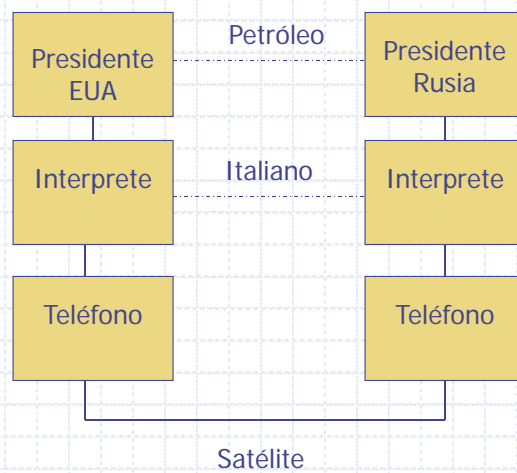 Petróleo
Presidente
EUA
Presidente
Rusia
Interprete
Italiano
Interprete
Teléfono
Teléfono
Satélite